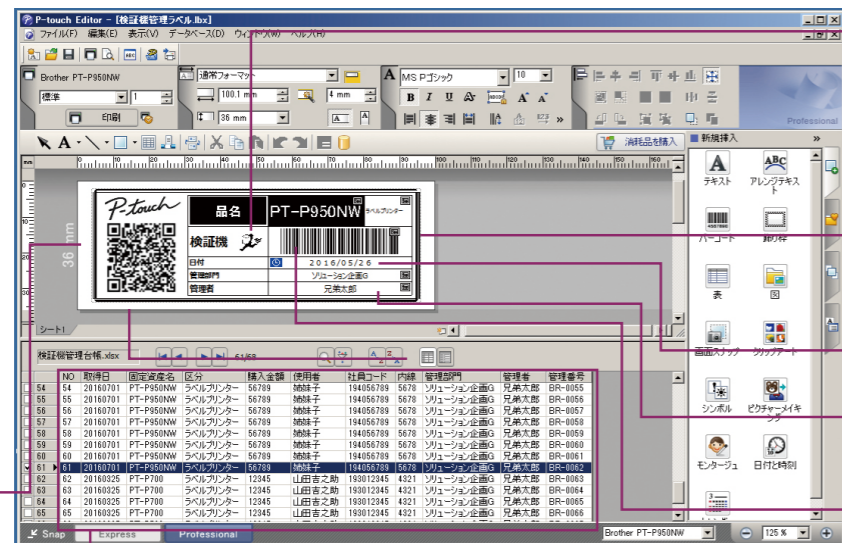 P-touch Editor - [検証機管理ラベル.lbx]
ファイル(F) 編集(E) 表示(V) データベース(D) ウィンドウ(W) ヘルプ(H)
Brother PT-P950NW
標準
1
印刷
通常フォーマット
100.1 mm
4 mm
36 mm
MS Pゴシック
10
B I U
Professional
消耗品を購入
新規挿入
mm
0 10 20 30 40 50 60 70 80 90 100 110 120 130 140 150 160
36 mm
P-touch
品名 PT-P950NW ラベルプリンター
検証機
日付 2016/05/26
管理部門 ソリューション企画G
管理者 兄弟太郎
テキスト
アレンジテキスト
バーコード
飾り枠
表
図
画面スナップ
クリップアート
シンボル
ピクチャーメイキング
モンタージュ
日付と時刻
シート1
検証機管理台帳.xlsx
61/68
NO 取得日 固定資産名 区分 購入金額 使用者 社員コード 内線 管理部門 管理者 管理番号
54 54 20160701 PT-P950NW ラベルプリンター 56789 姉妹子 194056789 5678 ソリューション企画G 兄弟太郎 BR-0055
55 55 20160701 PT-P950NW ラベルプリンター 56789 姉妹子 194056789 5678 ソリューション企画G 兄弟太郎 BR-0056
56 56 20160701 PT-P950NW ラベルプリンター 56789 姉妹子 194056789 5678 ソリューション企画G 兄弟太郎 BR-0057
57 57 20160701 PT-P950NW ラベルプリンター 56789 姉妹子 194056789 5678 ソリューション企画G 兄弟太郎 BR-0058
58 58 20160701 PT-P950NW ラベルプリンター 56789 姉妹子 194056789 5678 ソリューション企画G 兄弟太郎 BR-0059
59 59 20160701 PT-P950NW ラベルプリンター 56789 姉妹子 194056789 5678 ソリューション企画G 兄弟太郎 BR-0060
60 60 20160701 PT-P950NW ラベルプリンター 56789 姉妹子 194056789 5678 ソリューション企画G 兄弟太郎 BR-0061
61 61 20160701 PT-P950NW ラベルプリンター 56789 姉妹子 194056789 5678 ソリューション企画G 兄弟太郎 BR-0062
62 62 20160325 PT-P700 ラベルプリンター 12345 山田吉之助 193012345 4321 ソリューション企画G 兄弟太郎 BR-0063
63 63 20160325 PT-P700 ラベルプリンター 12345 山田吉之助 193012345 4321 ソリューション企画G 兄弟太郎 BR-0064
64 64 20160325 PT-P700 ラベルプリンター 12345 山田吉之助 193012345 4321 ソリューション企画G 兄弟太郎 BR-0065
65 65 20160325 PT-P700 ラベルプリンター 12345 山田吉之助 193012345 4321 ソリューション企画G 兄弟太郎 BR-0066
Snap Express Professional
Brother PT-P950NW
125 %